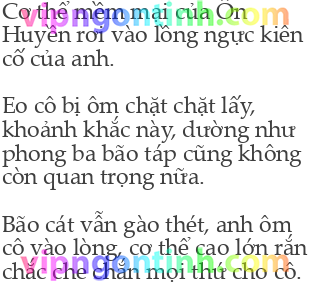 Cơ thể mềm mại của Ôn
Huyền rơi vào lồng ngực kiên
cố của anh.
Eo cô bị ôm chặt chặt lấy,
khoảnh khắc này, dường như
phong ba bão táp cũng không
còn quan trọng nữa.
Bão cát vẫn gào thét, anh ôm
cô vào lòng, cơ thể cao lớn rắn
chắc che chắn mọi thứ cho cô.
vipngontinh.com
vipngontinh.com